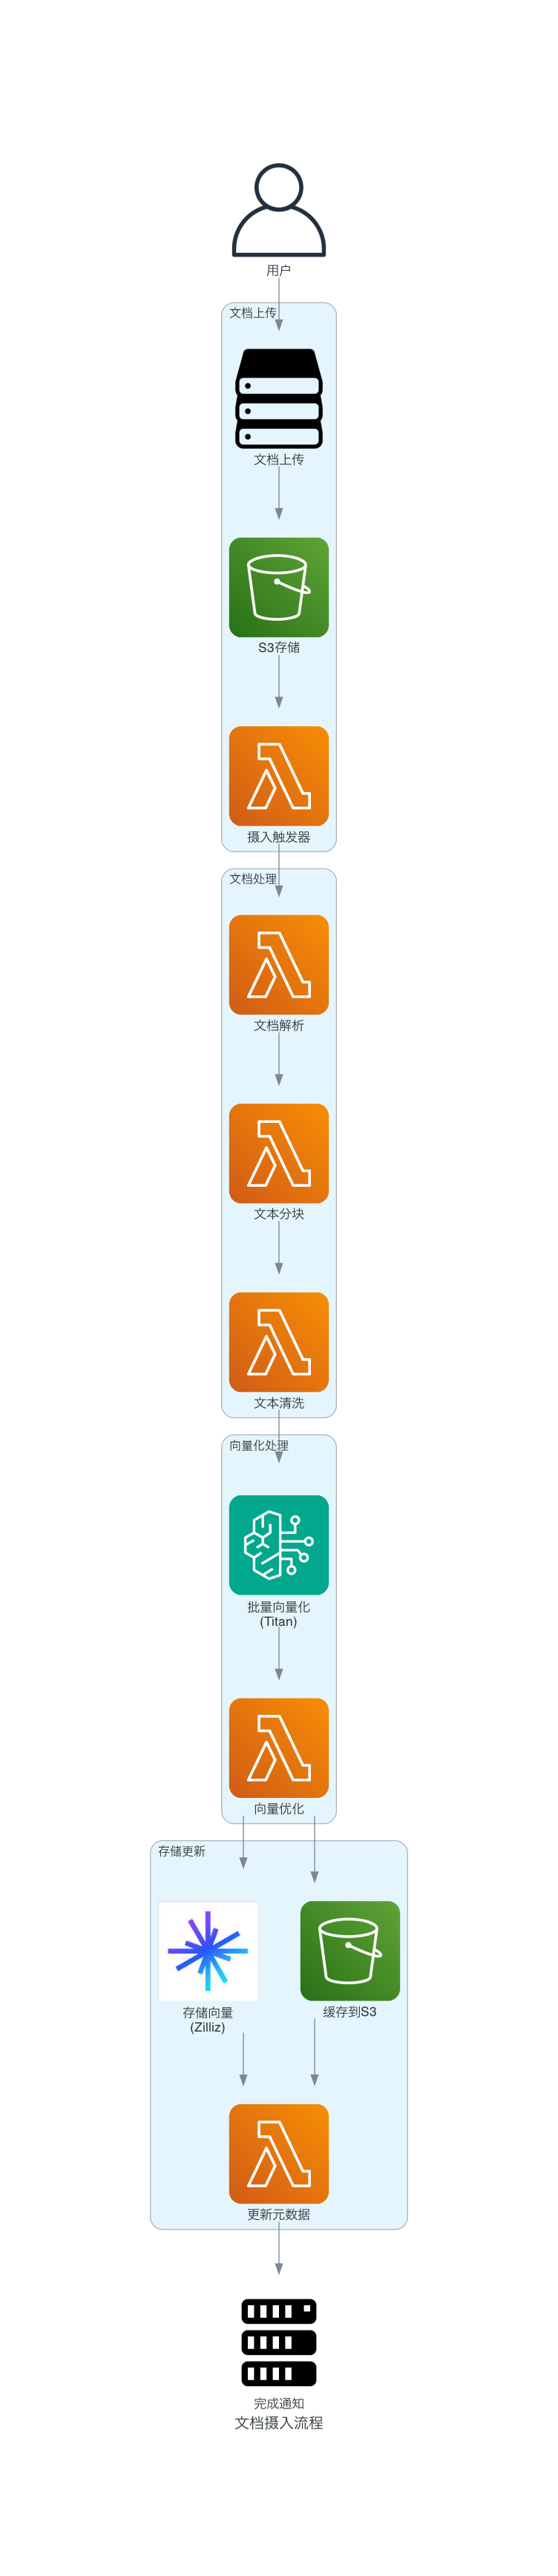 用户
文档上传
文档上传
S3存储
摄入触发器
文档处理
文档解析
文本分块
文本清洗
向量化处理
批量向量化
(Titan)
向量优化
存储更新
存储向量
(Zilliz)
缓存到S3
更新元数据
完成通知
文档摄入流程